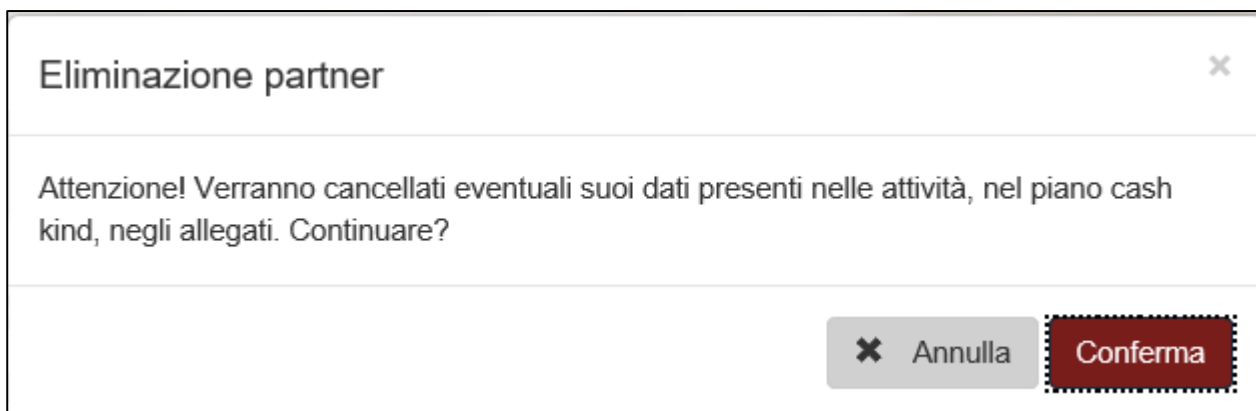 Eliminazione partner
Attenzione! Verranno cancellati eventuali suoi dati presenti nelle attività, nel piano cash
kind, negli allegati. Continuare?
Annulla
Conferma